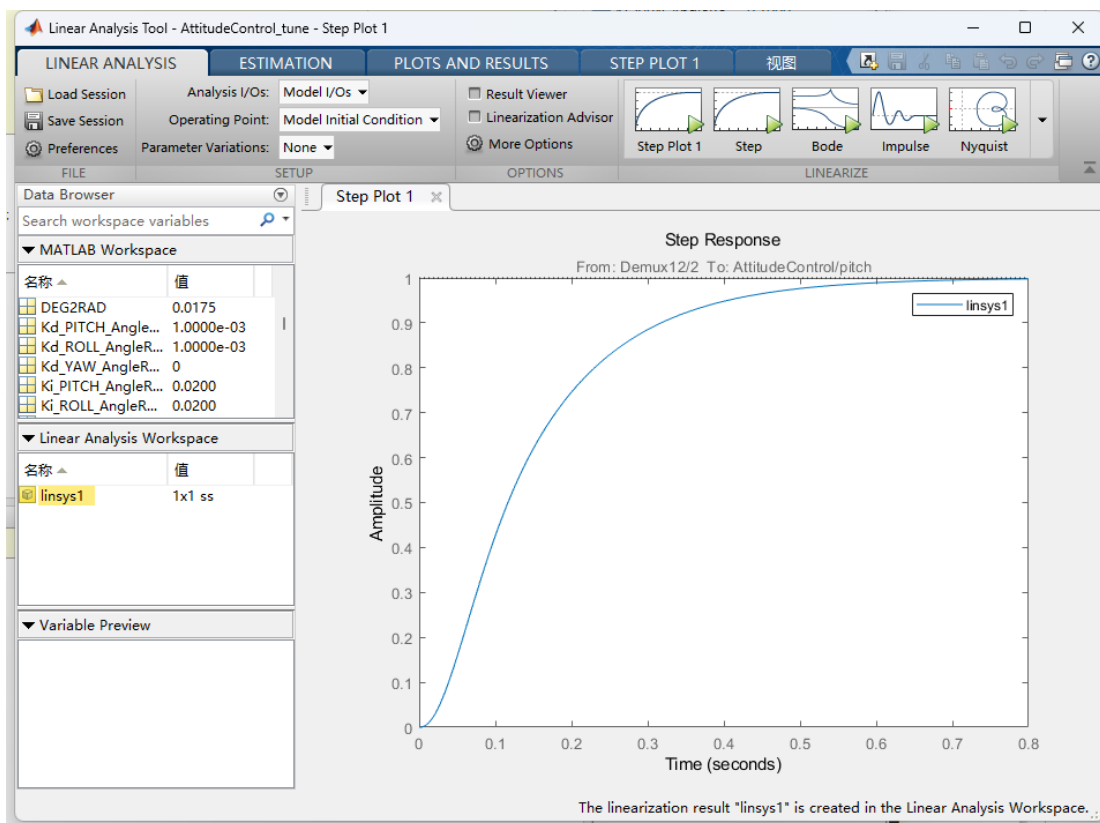 Linear Analysis Tool - AttitudeControl_tune - Step Plot 1
LINEAR ANALYSIS ESTIMATION PLOTS AND RESULTS STEP PLOT 1 视图
Load Session
Save Session
Preferences
FILE
Analysis I/Os: Model I/Os
Operating Point: Model Initial Condition
Parameter Variations: None
SETUP
Result Viewer
Linearization Advisor
More Options
OPTIONS
Step Plot 1 Step Bode Impulse Nyquist
LINEARIZE
Data Browser
Search workspace variables
MATLAB Workspace
名称 值
DEG2RAD 0.0175
Kd_PITCH_Angle... 1.0000e-03
Kd_ROLL_AngleR... 1.0000e-03
Kd_YAW_AngleR... 0
Ki_PITCH_AngleR... 0.0200
Ki_ROLL_AngleR... 0.0200
Linear Analysis Workspace
名称 值
linsys1 1x1 ss
Variable Preview
Step Plot 1
Step Response
From: Demux12/2 To: AttitudeControl/pitch
linsys1
1
0.9
0.8
0.7
0.6
0.5
0.4
0.3
0.2
0.1
0
Amplitude
0 0.1 0.2 0.3 0.4 0.5 0.6 0.7 0.8
Time (seconds)
The linearization result "linsys1" is created in the Linear Analysis Workspace.